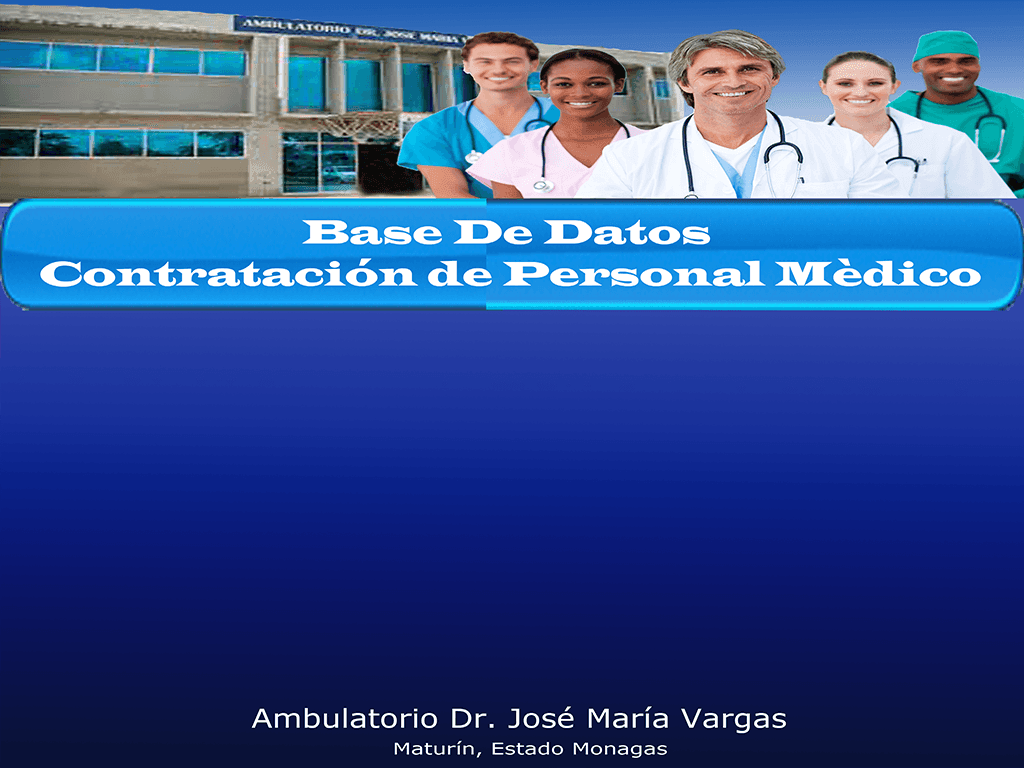 AMBULATORIO DR. JOSE MARIA V
Base De Datos
Contratación de Personal Mèdico
Ambulatorio Dr. José María Vargas
Maturín, Estado Monagas